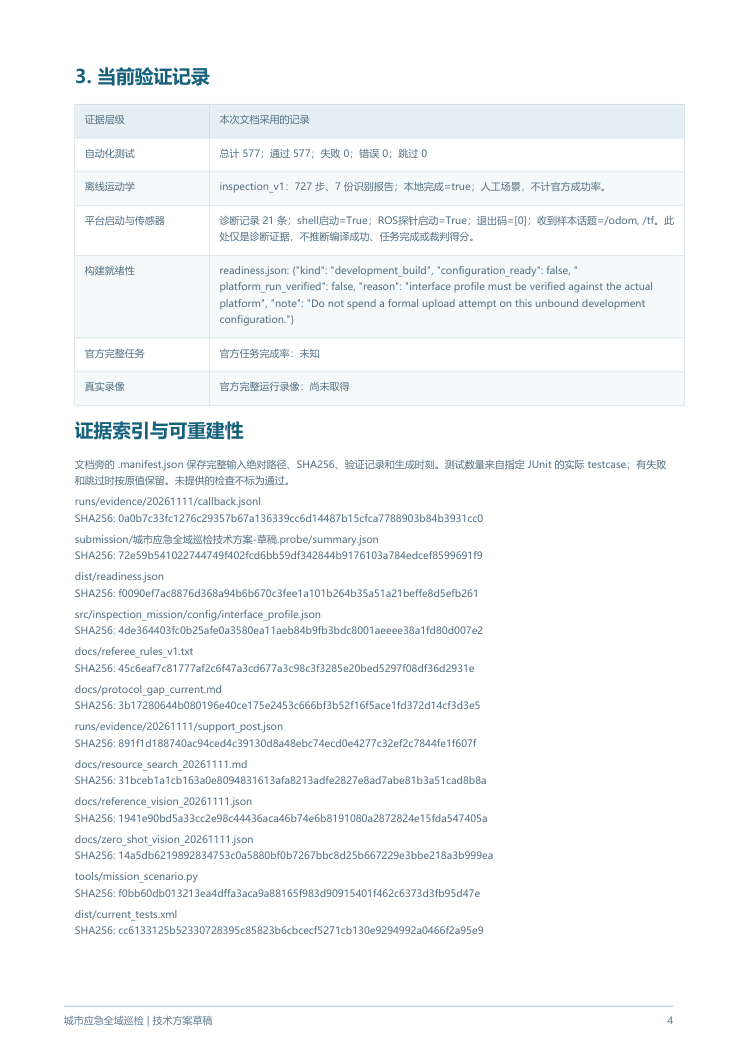 3. 当前验证记录
证据层级
本次文档采用的记录
自动化测试
总计 577；通过 577；失败 0；错误 0；跳过 0
离线运动学
inspection_v1：727 步、7 份识别报告；本地完成=true；人工场景，不计官方成功率。
平台启动与传感器
诊断记录 21 条；shell启动=True；ROS探针启动=True；退出码=[0]；收到样本话题=/odom, /tf。此
处仅是诊断证据，不推断编译成功、任务完成或裁判得分。
构建就绪性
readiness.json: {"kind": "development_build", "configuration_ready": false, "
platform_run_verified": false, "reason": "interface profile must be verified against the actual
platform", "note": "Do not spend a formal upload attempt on this unbound development
configuration."}
官方完整任务
官方任务完成率：未知
真实录像
官方完整运行录像：尚未取得
证据索引与可重建性
文档旁的 .manifest.json 保存完整输入绝对路径、SHA256、验证记录和生成时刻。测试数量来自指定 JUnit 的实际 testcase；有失败
和跳过时按原值保留。未提供的检查不标为通过。
runs/evidence/20261111/callback.jsonl
SHA256: 0a0b7c33fc1276c29357b67a136339cc6d14487b15cfca7788903b84b3931cc0
submission/城市应急全域巡检技术方案-草稿.probe/summary.json
SHA256: 72e59b541022744749f402fcd6bb59df342844b9176103a784edcef8599691f9
dist/readiness.json
SHA256: f0090ef7ac8876d368a94b6b670c3fee1a101b264b35a51a21beffe8d5efb261
src/inspection_mission/config/interface_profile.json
SHA256: 4de364403fc0b25afe0a3580ea11aeb84b9fb3bdc8001aeeee38a1fd80d007e2
docs/referee_rules_v1.txt
SHA256: 45c6eaf7c81777af2c6f47a3cd677a3c98c3f3285e20bed5297f08df36d2931e
docs/protocol_gap_current.md
SHA256: 3b17280644b080196e40ce175e2453c666bf3b52f16f5ace1fd372d14cf3d3e5
runs/evidence/20261111/support_post.json
SHA256: 891f1d188740ac94ced4c39130d8a48ebc74ecd0e4277c32ef2c7844fe1f607f
docs/resource_search_20261111.md
SHA256: 31bceb1a1cb163a0e8094831613afa8213adfe2827e8ad7abe81b3a51cad8b8a
docs/reference_vision_20261111.json
SHA256: 1941e90bd5a33cc2e98c44436aca46b74e6b8191080a2872824e15fda547405a
docs/zero_shot_vision_20261111.json
SHA256: 14a5db6219892834753c0a5880bf0b7267bbc8d25b667229e3bbe218a3b999ea
tools/mission_scenario.py
SHA256: f0bb60db013213ea4dffa3aca9a88165f983d90915401f462c6373d3fb95d47e
dist/current_tests.xml
SHA256: cc6133125b52330728395c85823b6cbcecf5271cb130e9294992a0466f2a95e9
城市应急全域巡检 | 技术方案草稿
4